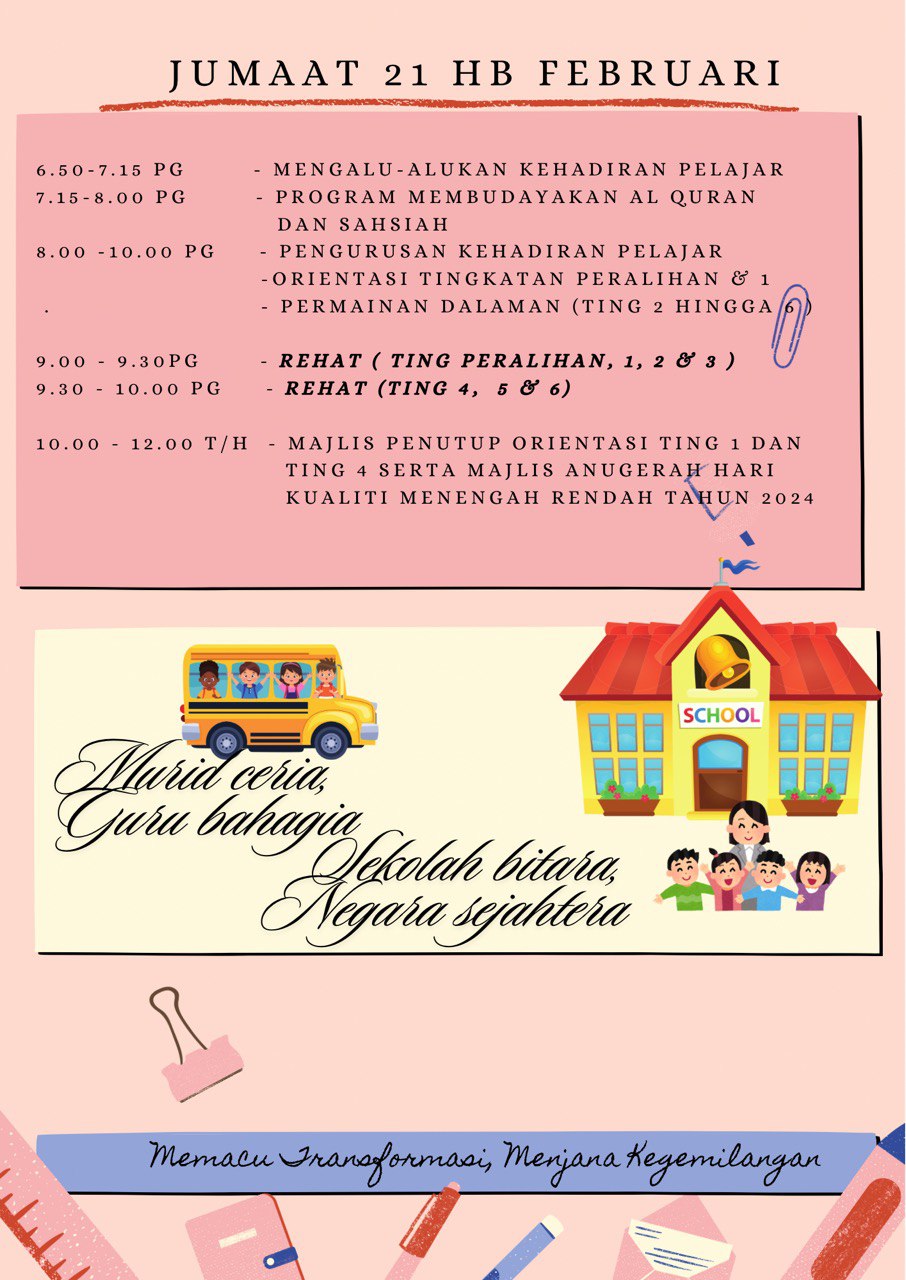 JUMAAT 21 HB FEBRUARI
6.50-7.15 PG - MENGALU-ALUKAN KEHADIRAN PELAJAR
7.15-8.00 PG - PROGRAM MEMBUDAYAKAN AL QURAN
DAN SAHSIAH
8.00 -10.00 PG - PENGURUSAN KEHADIRAN PELAJAR
-ORIENTASI TINGKATAN PERALIHAN & 1
. - PERMAINAN DALAMAN (TING 2 HINGGA 6 )
9.00 - 9.30PG - REHAT ( TING PERALIHAN, 1, 2 & 3 )
9.30 - 10.00 PG - REHAT (TING 4, 5 & 6)
10.00 - 12.00 T/H - MAJLIS PENUTUP ORIENTASI TING 1 DAN
TING 4 SERTA MAJLIS ANUGERAH HARI
KUALITI MENENGAH RENDAH TAHUN 2024
SCHOOL
Murid ceria,
Guru bahagia
Sekolah bitara,
Negara sejahtera
Memacu Transformasi, Menjana Kegemilangan